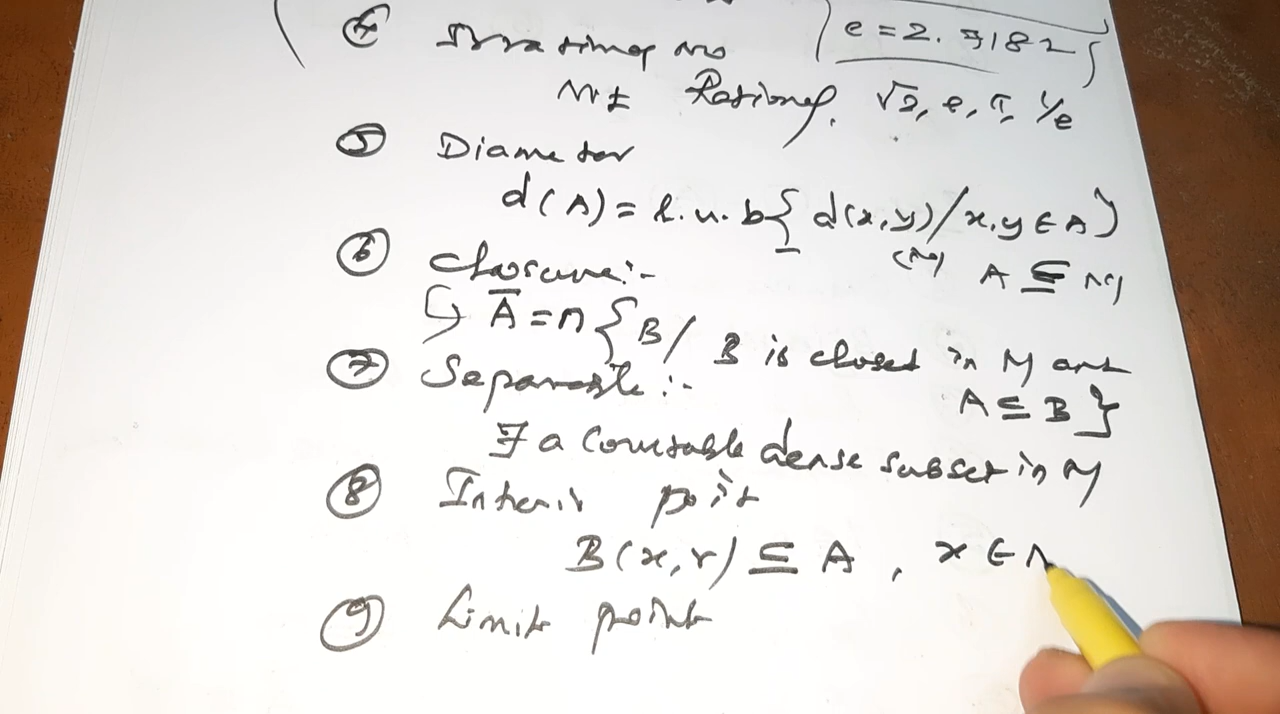 ④ Irrational no
e = 2.7182
Not Rational. √2, e, π, 1/e
⑤ Diameter
d(A) = l.u.b{ d(x,y)/x,y ∈ A}
(M) A ⊆ M
⑥ closure:-
A̅ = ∩ {B/ B is closed in M and
A ⊆ B}
⑦ Separable:-
∃ a Countable dense subset in M
⑧ Interior point
B(x,r) ⊆ A, x ∈
⑨ Limit point